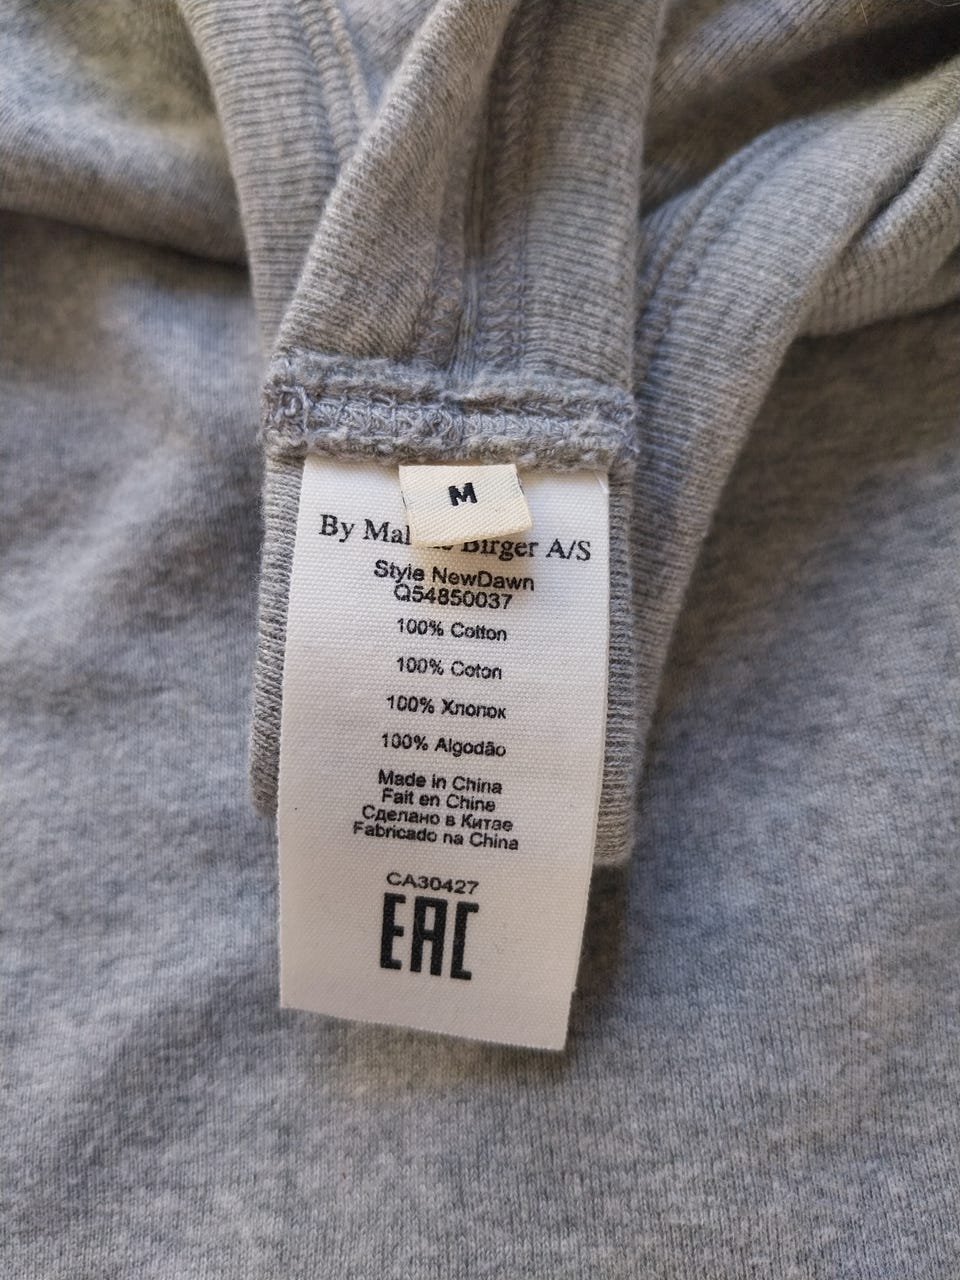 M
By Mal Birger A/S
Style NewDawn
Q54850037
100% Cotton
100% Coton
100% Хлопок
100% Algodão
Made in China
Fait en Chine
Сделано в Китае
Fabricado na China
CA30427
EAC